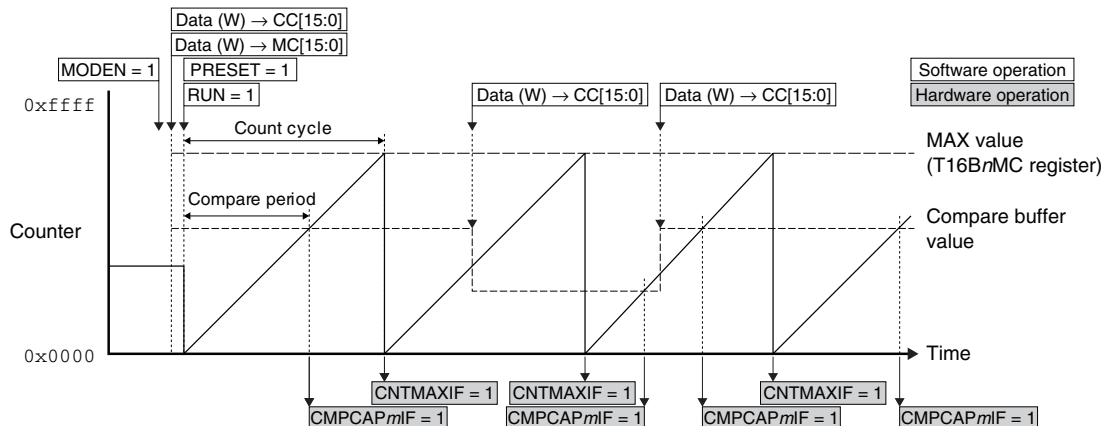 Data (W) → CC[15:0]
Data (W) → MC[15:0]
MODEN = 1
PRESET = 1
RUN = 1
Software operation
Hardware operation
0xffff
Data (W) → CC[15:0]
Data (W) → CC[15:0]
Count cycle
MAX value
(T16BnMC register)
Compare period
Counter
Compare buffer
value
0x0000
Time
CNTMAXIF = 1
CNTMAXIF = 1
CNTMAXIF = 1
CMPCAPmIF = 1
CMPCAPmIF = 1
CMPCAPmIF = 1
CMPCAPmIF = 1